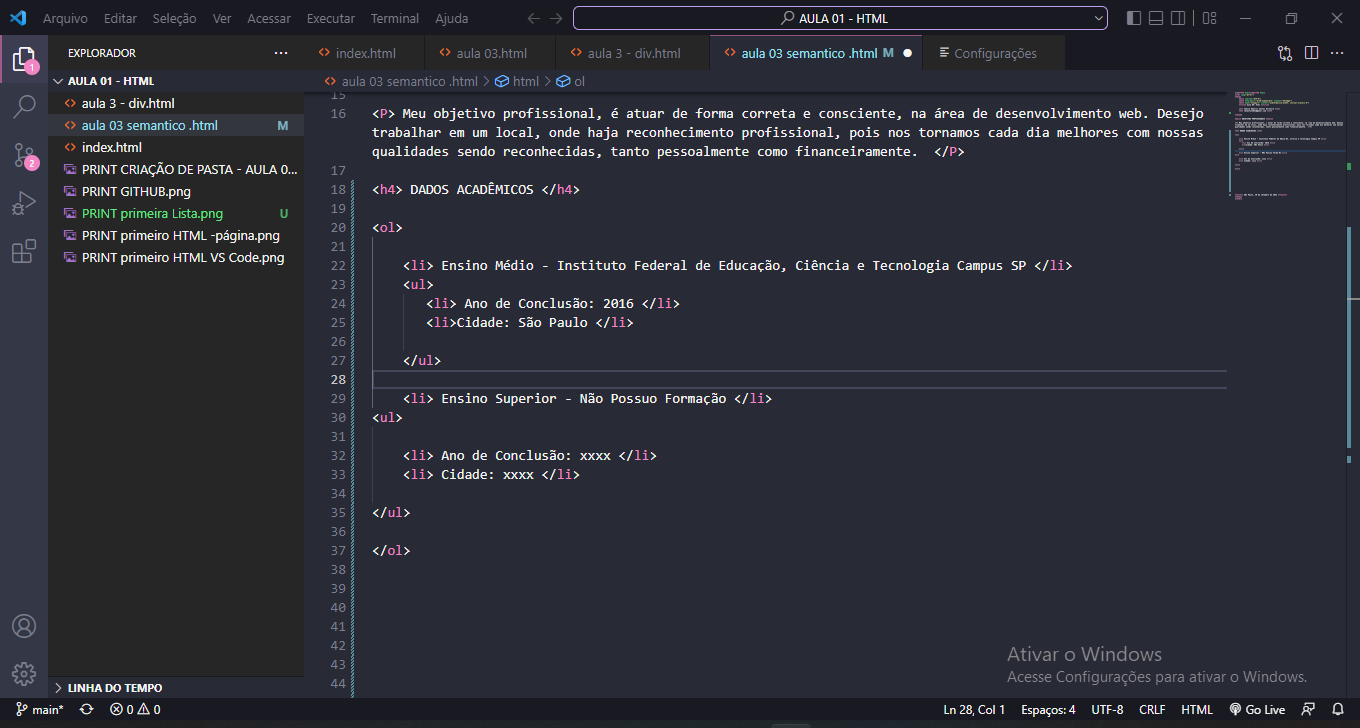 Arquivo Editar Seleção Ver Acessar Executar Terminal Ajuda
AULA 01 - HTML
EXPLORADOR
index.html
aula 03.html
aula 3 - div.html
aula 03 semantico .html M
Configurações
AULA 01 - HTML
aula 03 semantico .html > html > ol
aula 3 - div.html
aula 03 semantico .html M
index.html
PRINT CRIAÇÃO DE PASTA - AULA 0...
PRINT GITHUB.png
PRINT primeira Lista.png U
PRINT primeiro HTML -página.png
PRINT primeiro HTML VS Code.png
1
2
15
16 <P> Meu objetivo profissional, é atuar de forma correta e consciente, na área de desenvolvimento web. Desejo
trabalhar em um local, onde haja reconhecimento profissional, pois nos tornamos cada dia melhores com nossas
qualidades sendo reconhecidas, tanto pessoalmente como financeiramente. </P>
17
18 <h4> DADOS ACADÊMICOS </h4>
19
20 <ol>
21
22 <li> Ensino Médio - Instituto Federal de Educação, Ciência e Tecnologia Campus SP </li>
23 <ul>
24 <li> Ano de Conclusão: 2016 </li>
25 <li>Cidade: São Paulo </li>
26
27 </ul>
28
29 <li> Ensino Superior - Não Possuo Formação </li>
30 <ul>
31
32 <li> Ano de Conclusão: xxxx </li>
33 <li> Cidade: xxxx </li>
34
35 </ul>
36
37 </ol>
38
39
40
41
42
43
44
Ativar o Windows
Acesse Configurações para ativar o Windows.
LINHA DO TEMPO
main* 0 0 Ln 28, Col 1 Espaços: 4 UTF-8 CRLF HTML Go Live